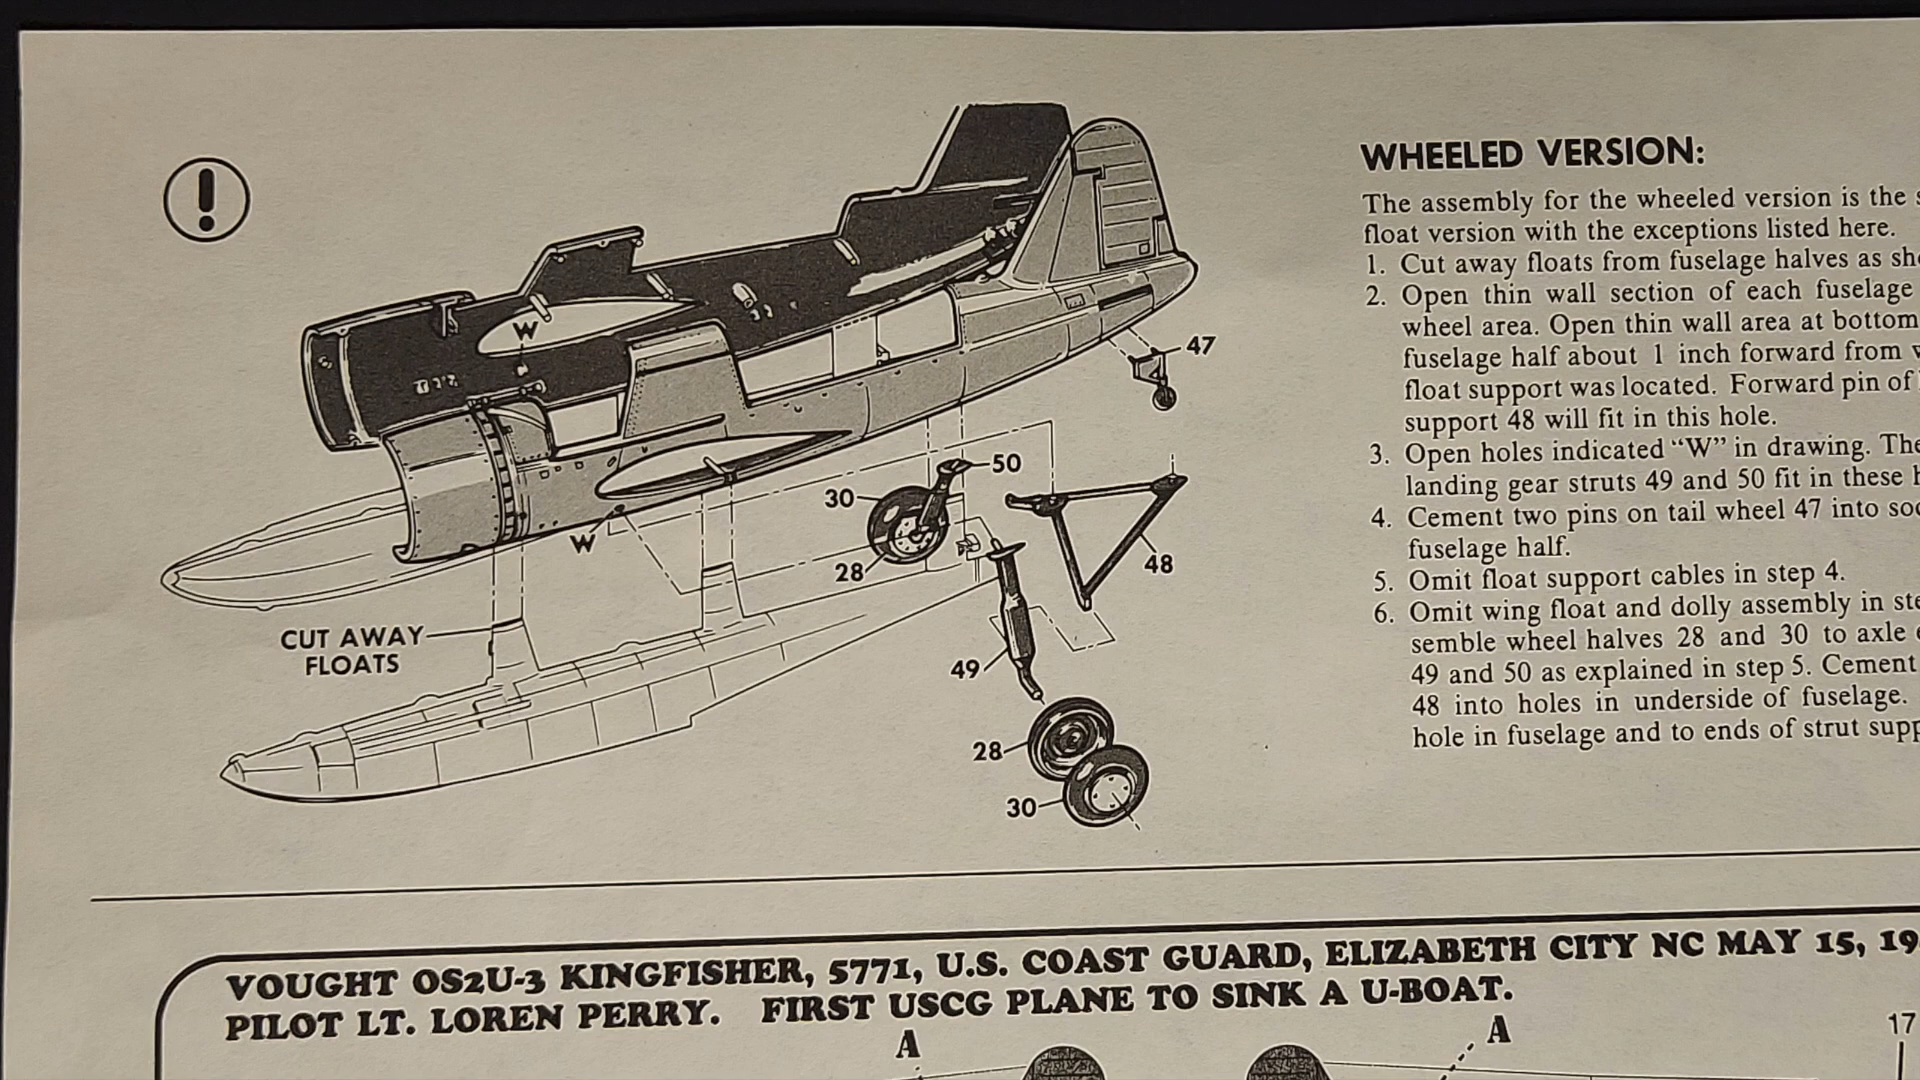 !
W
47
50
30
W
28
48
CUT AWAY
FLOATS
49
28
30
WHEELED VERSION:
The assembly for the wheeled version is the
float version with the exceptions listed here.
1. Cut away floats from fuselage halves as
2. Open thin wall section of each fuselage
wheel area. Open thin wall area at bottom
fuselage half about 1 inch forward from
float support was located. Forward pin of
support 48 will fit in this hole.
3. Open holes indicated "W" in drawing. The
landing gear struts 49 and 50 fit in these
4. Cement two pins on tail wheel 47 into
fuselage half.
5. Omit float support cables in step 4.
6. Omit wing float and dolly assembly in
semble wheel halves 28 and 30 to axle
49 and 50 as explained in step 5. Cement
48 into holes in underside of fuselage.
hole in fuselage and to ends of strut
VOUGHT OS2U-3 KINGFISHER, 5771, U.S. COAST GUARD, ELIZABETH CITY NC MAY 15, 19
PILOT LT. LOREN PERRY. FIRST USCG PLANE TO SINK A U-BOAT.
A
A
17